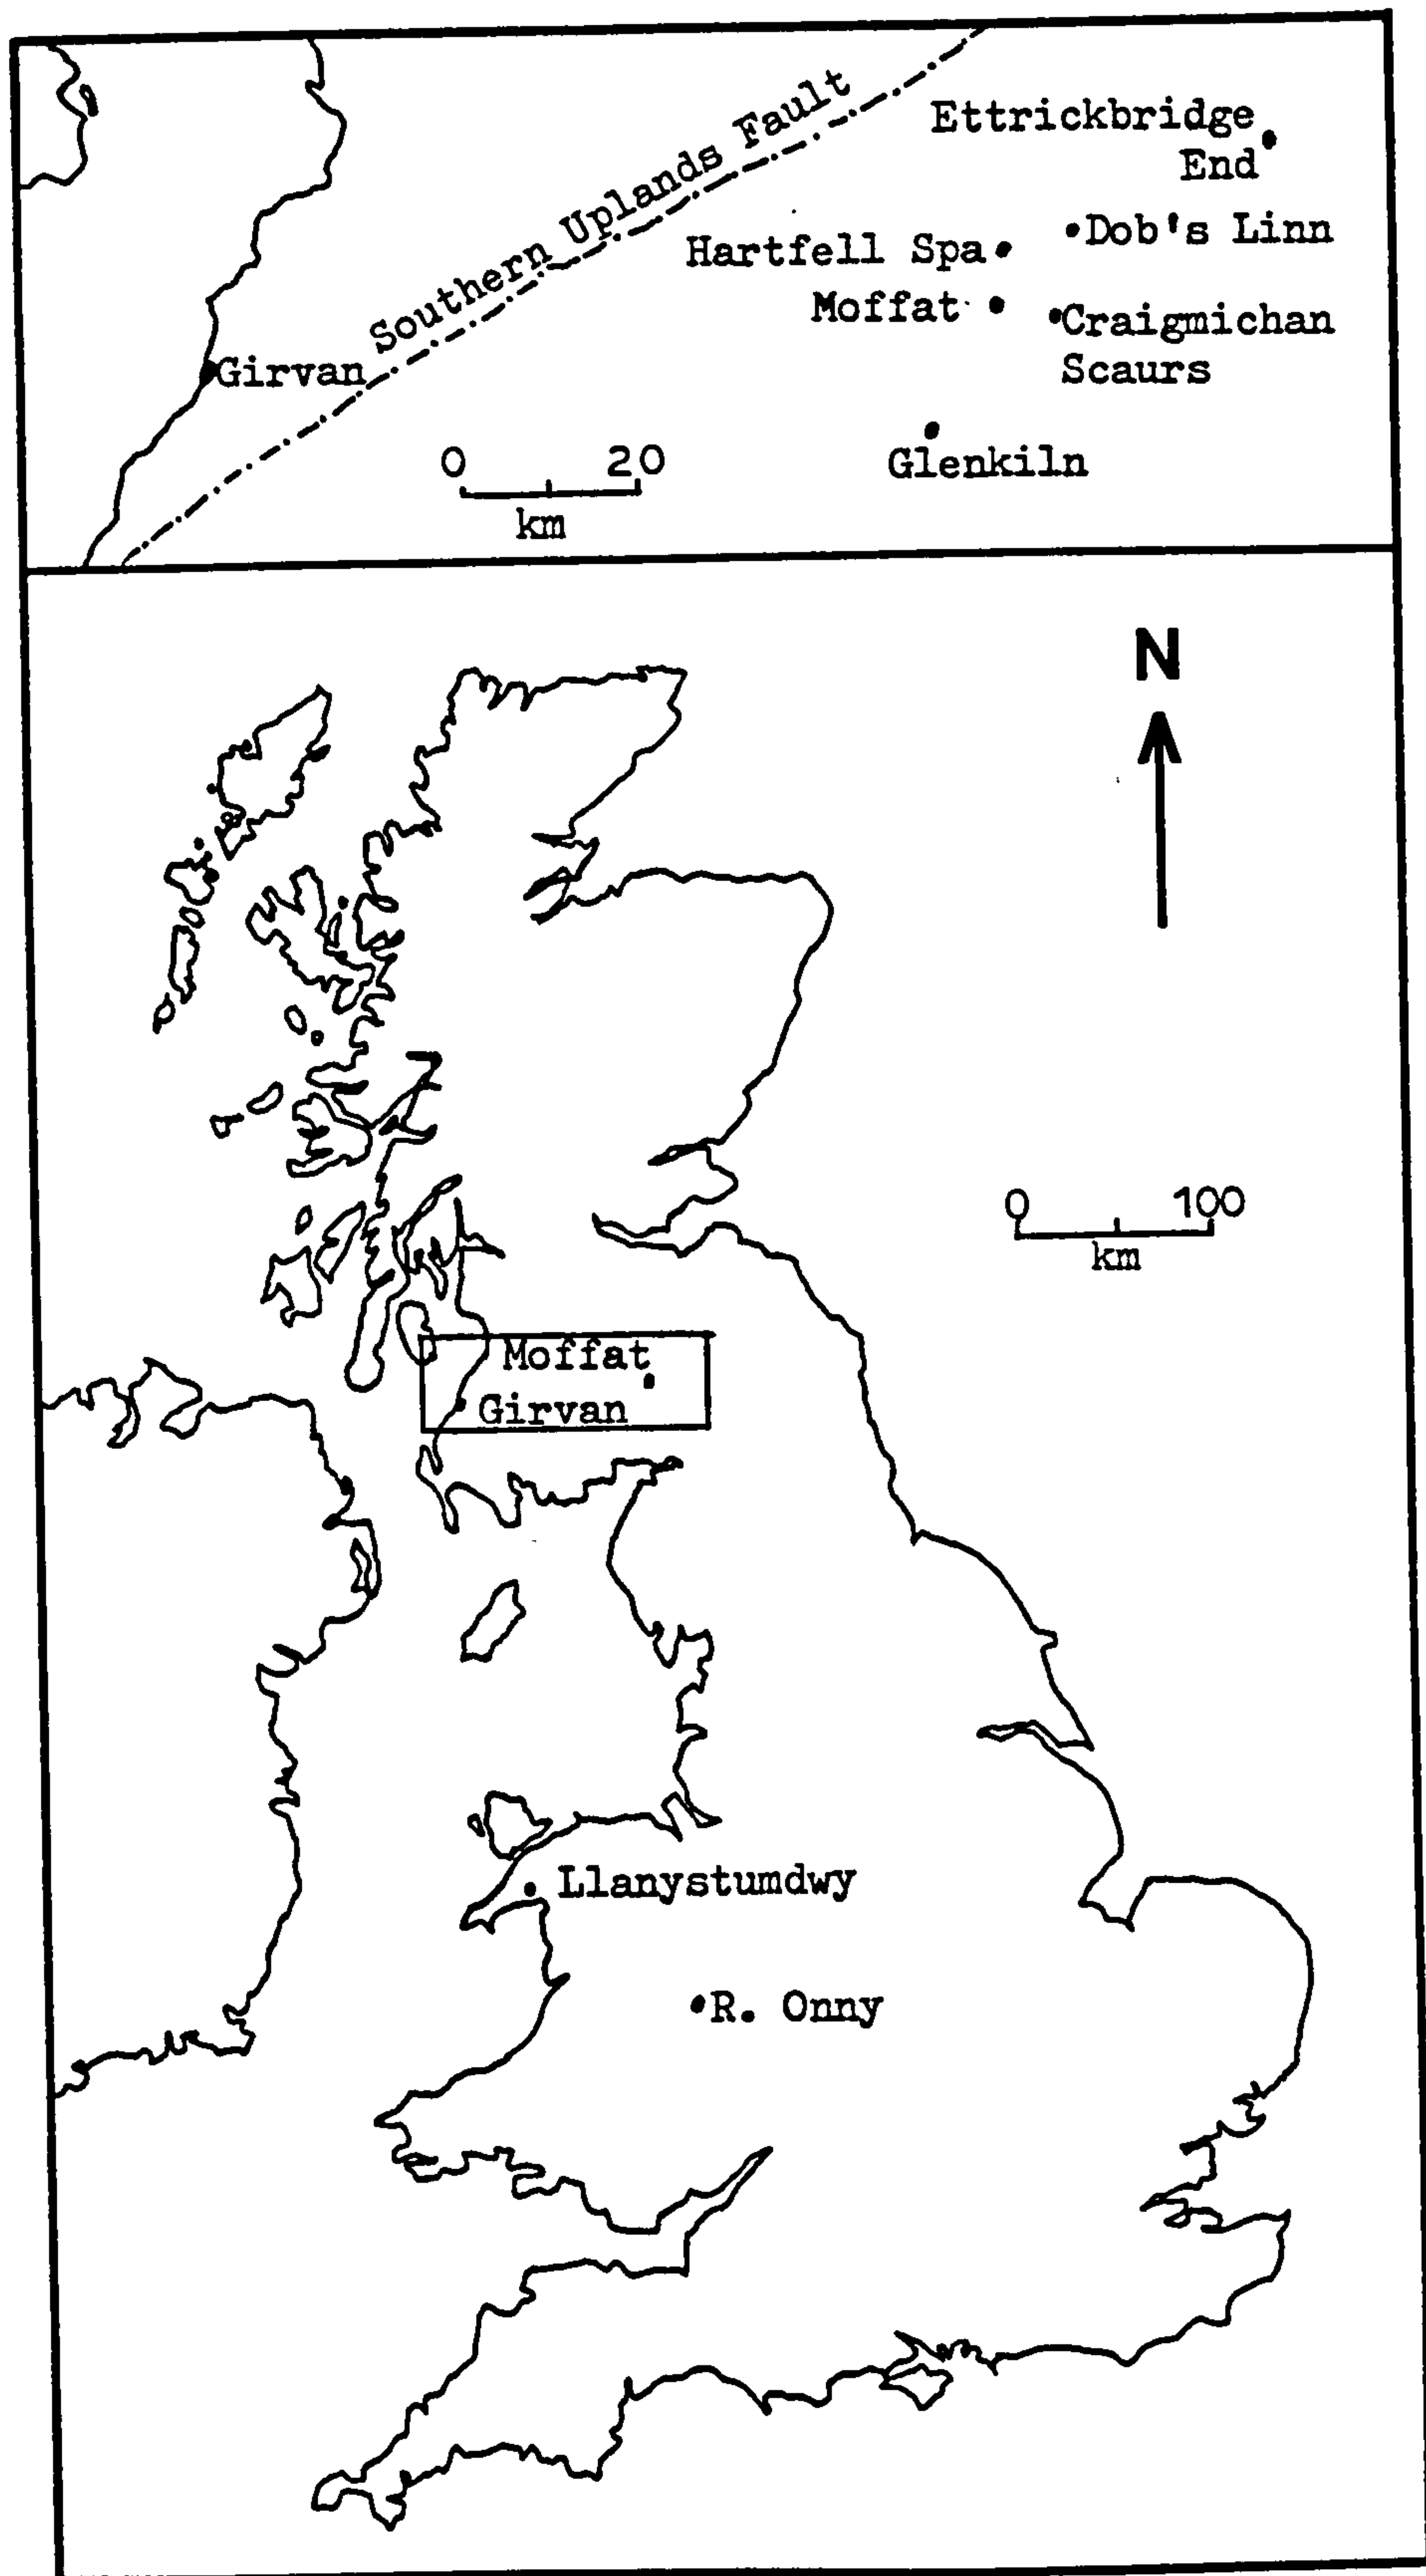 Southern Uplands Fault
Ettrickbridge
End
Dob's Linn
Hartfell Spa
Moffat
Craigmichan
Scaurs
Girvan
Glenkiln
0 20
km
N
0 100
km
Moffat
Girvan
Llanystumdwy
R. Onny